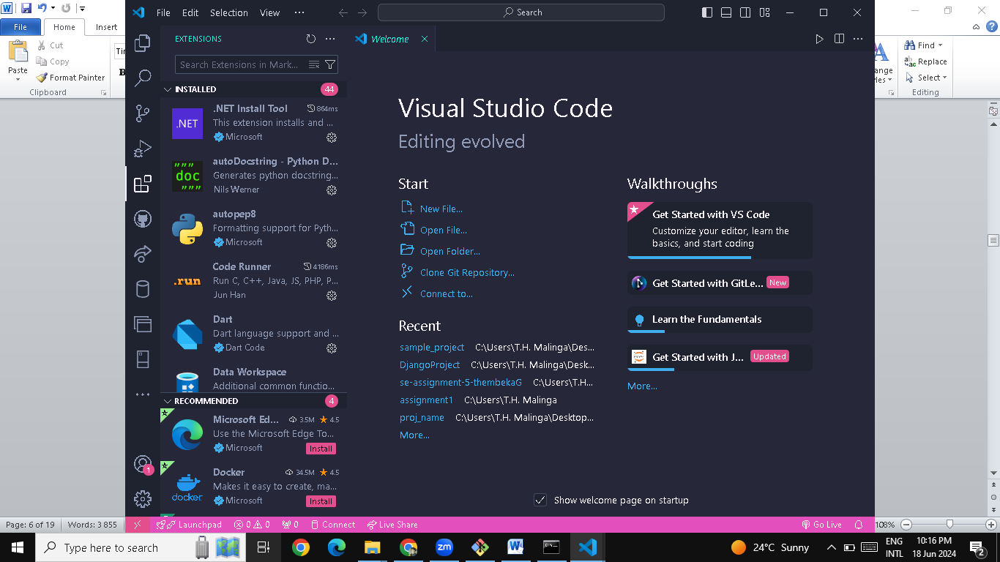 File Edit Selection View ··· Search
File Home Insert
Cut
Copy
Format Painter
Paste
Clipboard
Find
Replace
Select
Editing
EXTENSIONS
Welcome
Search Extensions in Mark...
INSTALLED 44
.NET Install Tool 864ms
This extension installs and ...
Microsoft
autoDocstring - Python D...
Generates python docstring...
Nils Werner
autopep8
Formatting support for Pyth...
Microsoft
Code Runner 4186ms
Run C, C++, Java, JS, PHP, P...
Jun Han
Dart
Dart language support and ...
Dart Code
Data Workspace
Additional common functio...
RECOMMENDED 4
Microsoft Ed... 3.5M 4.5
Use the Microsoft Edge To...
Microsoft Install
Docker 34.5M 4.5
Makes it easy to create, ma...
Microsoft Install
.NET
""" doc """
.run
docker
1
Visual Studio Code
Editing evolved
Start
New File...
Open File...
Open Folder...
Clone Git Repository...
Connect to...
Recent
sample_project C:\Users\T.H. Malinga\Des...
DjangoProject C:\Users\T.H. Malinga\Desk...
se-assignment-5-thembekaG C:\Users\T.H...
assignment1 C:\Users\T.H. Malinga
proj_name C:\Users\T.H. Malinga\Desktop...
More...
Walkthroughs
Get Started with VS Code
Customize your editor, learn the
basics, and start coding
Get Started with GitLe... New
Learn the Fundamentals
Get Started with J... Updated
More...
Show welcome page on startup
Page: 6 of 19 Words: 3 855 Launchpad 0 0 0 Connect Live Share Go Live 108%
Type here to search zm 24°C Sunny ENG INTL 10:16 PM 18 Jun 2024 2